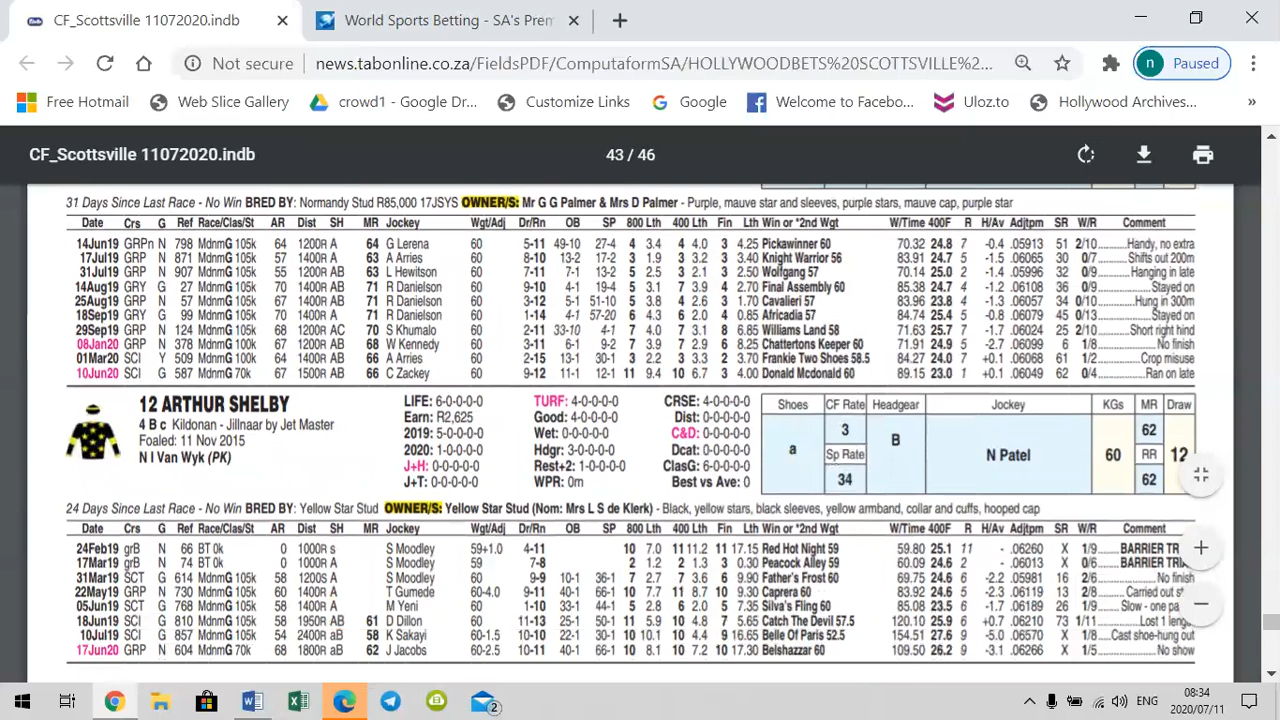 CF_Scottsville 11072020.indb
World Sports Betting - SA's Prem
Not secure
news.tabonline.co.za/FieldsPDF/ComputaformSA/HOLLYWOODBETS%20SCOTTSVILLE%2...
n Paused
Free Hotmail Web Slice Gallery crowd1 - Google Dr... Customize Links Google Welcome to Facebo... Uloz.to Hollywood Archives... »
CF_Scottsville 11072020.indb 43 / 46
31 Days Since Last Race - No Win BRED BY: Normandy Stud R85,000 17JSYS OWNER/S: Mr G G Palmer & Mrs D Palmer - Purple, mauve star and sleeves, purple stars, mauve cap, purple star
Date Crs G Ref Race/Clas/St AR Dist SH MR Jockey Wgt/Adj Dr/Rn OB SP 800 Lth 400 Lth Fin Lth Win or *2nd Wgt W/Time 400F R H/Av Adjtpm SR W/R Comment
14Jun19 GRPn N 798 MdnmG 105k 64 1200R A 64 G Lerena 60 5-11 49-10 27-4 4 3.4 4 4.0 3 4.25 Pickawinner 60 70.32 24.8 7 -0.4 .05913 51 2/10 ......Handy, no extra
17Jul19 GRP N 871 MdnmG 105k 57 1400R A 63 A Arries 60 8-10 13-2 17-2 3 1.9 3 3.2 3 3.40 Knight Warrior 56 83.91 24.7 5 -1.5 .06065 30 0/7 ......Shifts out 200m
31Jul19 GRP N 907 MdnmG 105k 55 1200R AB 63 L Hewitson 60 7-11 7-1 13-2 5 2.5 3 2.1 3 2.50 Wolfgang 57 70.14 25.0 2 -1.4 .05996 32 0/9 ......Hanging in late
14Aug19 GRY G 27 MdnmG 105k 70 1400R AB 71 R Danielson 60 9-10 4-1 19-4 5 3.1 7 3.9 4 2.70 Final Assembly 60 85.38 24.7 4 -1.2 .06108 36 0/9 ......Stayed on
25Aug19 GRP N 57 MdnmG 105k 67 1400R AB 71 R Danielson 60 3-12 5-1 51-10 5 3.8 4 2.6 3 1.70 Cavalieri 57 83.96 23.8 4 -1.3 .06057 34 0/10 ......Hung in 300m
18Sep19 GRY G 99 MdnmG 105k 70 1400R A 71 R Danielson 60 1-14 4-1 57-20 6 4.3 6 2.0 4 0.85 Africadia 57 84.74 25.4 5 -0.8 .06079 45 0/13 ......Stayed on
29Sep19 GRP N 124 MdnmG 105k 68 1200R AC 70 S Khumalo 60 2-11 33-10 4-1 7 4.0 7 3.1 8 6.85 Williams Land 58 71.63 25.7 7 -1.7 .06024 25 2/10 ......Short right hind
08Jan20 GRP N 378 MdnmG 100k 67 1200R AB 68 W Kennedy 60 3-11 6-1 9-2 7 3.9 7 2.9 6 8.25 Chattertons Keeper 60 71.91 24.9 5 -2.7 .06099 6 1/8 ......No finish
01Mar20 SCI Y 509 MdnmG 100k 64 1400R AB 66 A Arries 60 2-15 13-1 30-1 3 2.2 3 3.3 2 3.70 Frankie Two Shoes 58.5 84.27 24.0 7 +0.1 .06068 61 1/2 ......Crop misuse
10Jun20 SCI G 587 MdnmG 70k 67 1500R AB 66 C Zackey 60 9-12 11-1 12-1 11 9.4 10 6.7 3 4.00 Donald Mcdonald 60 89.15 23.0 1 +0.1 .06049 62 0/4 ......Ran on late
12 ARTHUR SHELBY
4 B c Kildonan - Jillnaar by Jet Master
Foaled: 11 Nov 2015
N I Van Wyk (PK)
LIFE: 6-0-0-0-0 TURF: 4-0-0-0-0 CRSE: 4-0-0-0-0
Earn: R2,625 Good: 4-0-0-0-0 Dist: 0-0-0-0-0
2019: 5-0-0-0-0 Wet: 0-0-0-0-0 C&D: 0-0-0-0-0
2020: 1-0-0-0-0 Hdgr: 3-0-0-0-0 Dcat: 0-0-0-0-0
J+H: 0-0-0-0-0 Rest+2: 1-0-0-0-0 ClasG: 6-0-0-0-0
J+T: 0-0-0-0-0 WPR: 0m Best vs Ave: 0
Shoes CF Rate Headgear Jockey KGs MR Draw
a 3 B N Patel 60 62 12
Sp Rate RR
34 62
24 Days Since Last Race - No Win BRED BY: Yellow Star Stud OWNER/S: Yellow Star Stud (Nom: Mrs L S de Klerk) - Black, yellow stars, black sleeves, yellow armband, collar and cuffs, hooped cap
Date Crs G Ref Race/Clas/St AR Dist SH MR Jockey Wgt/Adj Dr/Rn OB SP 800 Lth 400 Lth Fin Lth Win or *2nd Wgt W/Time 400F R H/Av Adjtpm SR W/R Comment
24Feb19 grB N 66 BT 0k 0 1000R s S Moodley 59+1.0 4-11 10 7.0 11 11.2 11 17.15 Red Hot Night 59 59.80 25.1 11 - .06260 X 1/9 ......BARRIER TR
17Mar19 grB N 74 BT 0k 0 1000R S Moodley 59 7-8 2 1.2 2 1.3 3 0.30 Peacock Alley 59 60.09 24.6 2 - .06013 X 0/6 ......BARRIER TRI
31Mar19 SCT G 614 MdnmG 105k 58 1200S A S Moodley 60 9-9 10-1 36-1 7 2.7 7 3.6 9 9.90 Father's Frost 60 69.75 24.6 6 -2.2 .05981 16 2/6 ......No finish
22May19 GRP N 730 MdnmG 105k 60 1400R A T Gumede 60-4.0 9-11 40-1 66-1 10 7.7 11 8.7 10 9.30 Caprera 60 83.92 24.6 6 -2.3 .06119 13 2/8 ......Carried out s
05Jun19 SCT G 768 MdnmG 105k 58 1400R A M Yeni 60 1-10 33-1 44-1 5 2.8 6 2.0 5 7.35 Silva's Fling 60 85.08 23.5 6 -1.7 .06189 26 1/9 ......Slow - one pa
18Jun19 SCI G 810 MdnmG 105k 58 1950R AB 61 D Dillon 60 11-13 25-1 50-1 11 5.9 10 4.8 7 5.65 Catch The Devil 57.5 120.10 25.9 6 +0.7 .06210 73 1/11 ......Lost 1 leng
10Jul19 SCI G 857 MdnmG 105k 54 2400R aB 58 K Sakayi 60-1.5 10-10 22-1 30-1 10 10.1 10 4.4 9 16.65 Belle Of Paris 52.5 154.51 27.6 9 -5.0 .06570 X 1/8 ......Cast shoe-hung out
17Jun20 GRP N 604 MdnmG 70k 68 1800R aB 62 J Jacobs 60-2.5 10-11 40-1 66-1 10 8.1 10 7.2 10 17.30 Belshazzar 60 109.50 26.2 9 -3.1 .06266 X 1/5 ......No show
2
ENG
08:34
2020/07/11